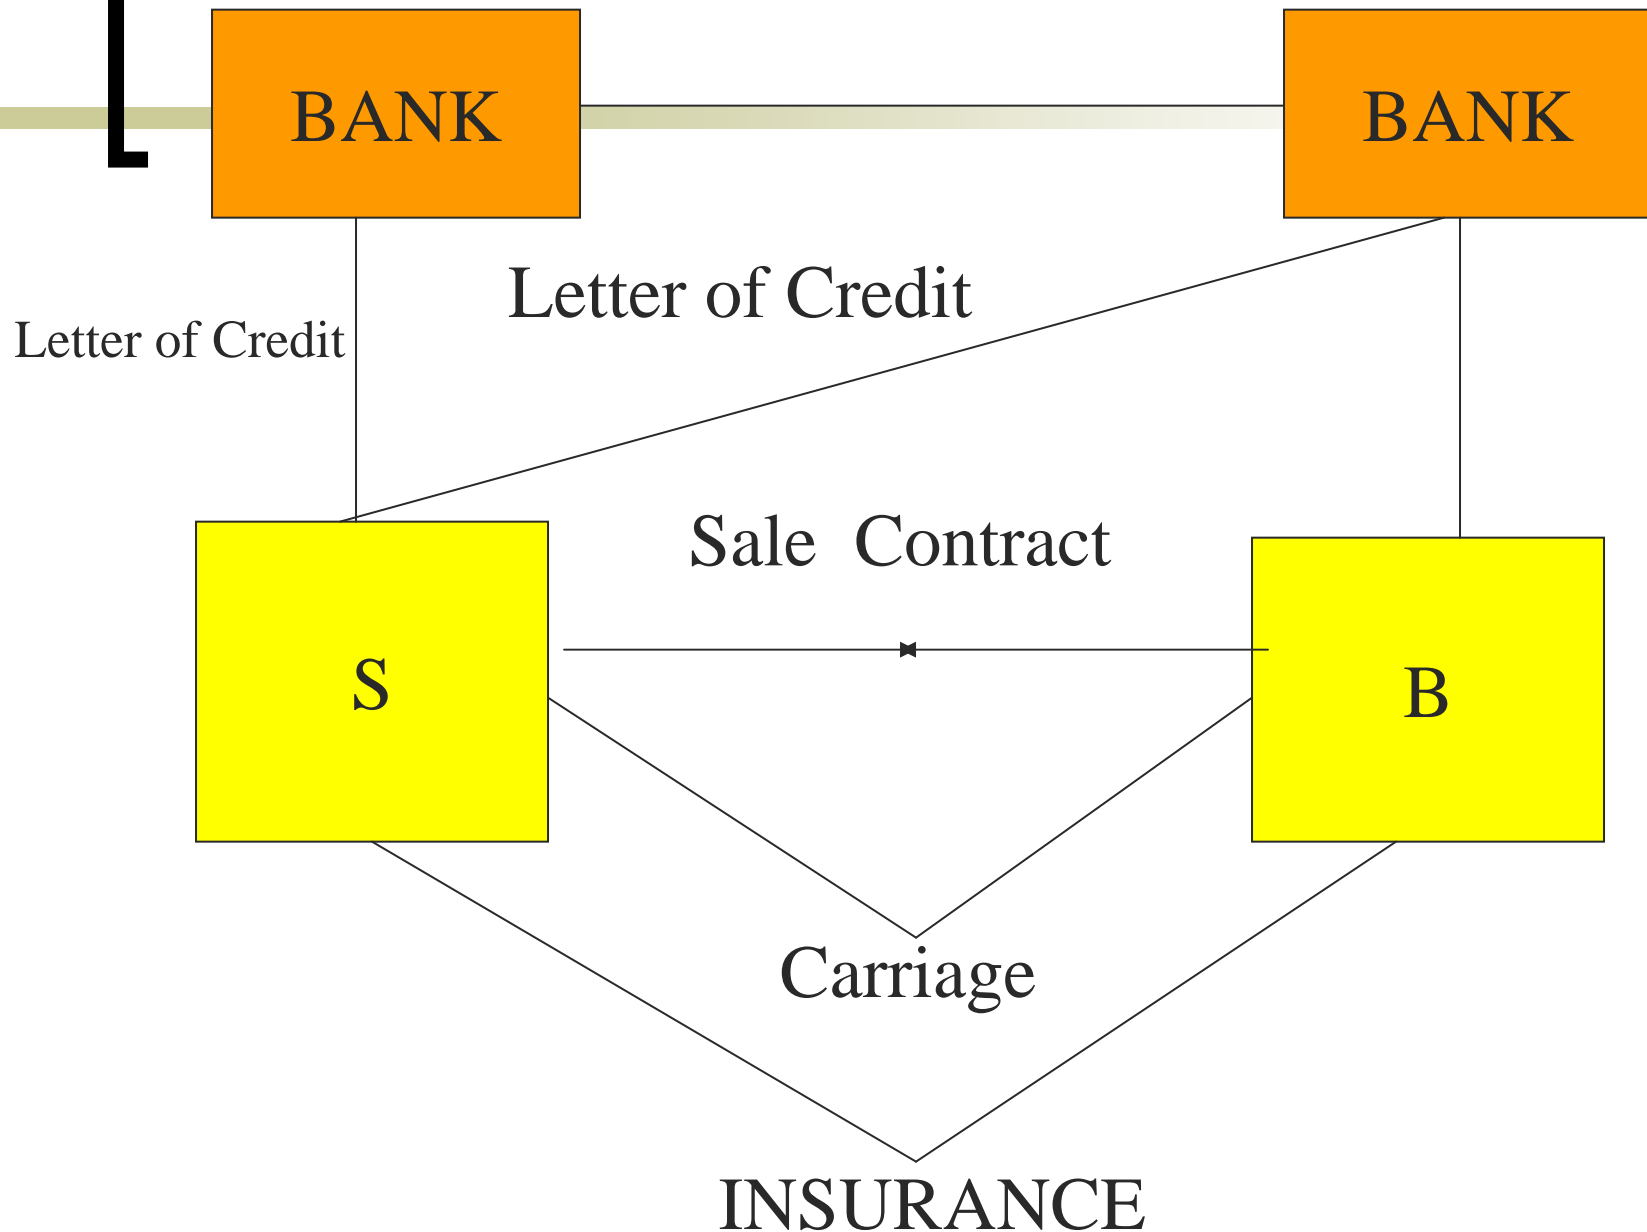 BANK
BANK
Letter of Credit
Letter of Credit
Sale Contract
S
B
Carriage
INSURANCE